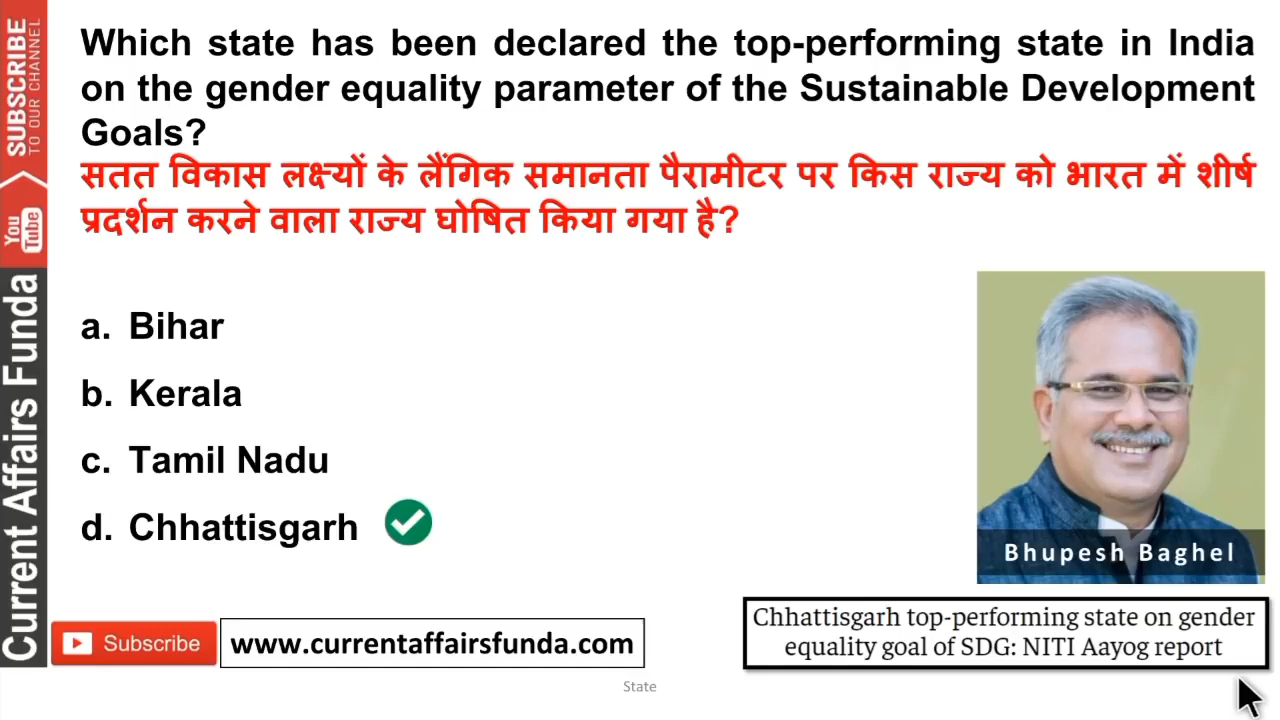 Which state has been declared the top-performing state in India
on the gender equality parameter of the Sustainable Development
Goals?
सतत विकास लक्ष्यों के लैंगिक समानता पैरामीटर पर किस राज्य को भारत में शीर्ष
प्रदर्शन करने वाला राज्य घोषित किया गया है?
a. Bihar
b. Kerala
c. Tamil Nadu
d. Chhattisgarh
Bhupesh Baghel
Chhattisgarh top-performing state on gender
equality goal of SDG: NITI Aayog report
Subscribe
www.currentaffairsfunda.com
State
SUBSCRIBE
TO OUR CHANNEL
You
Tube
Current Affairs Funda